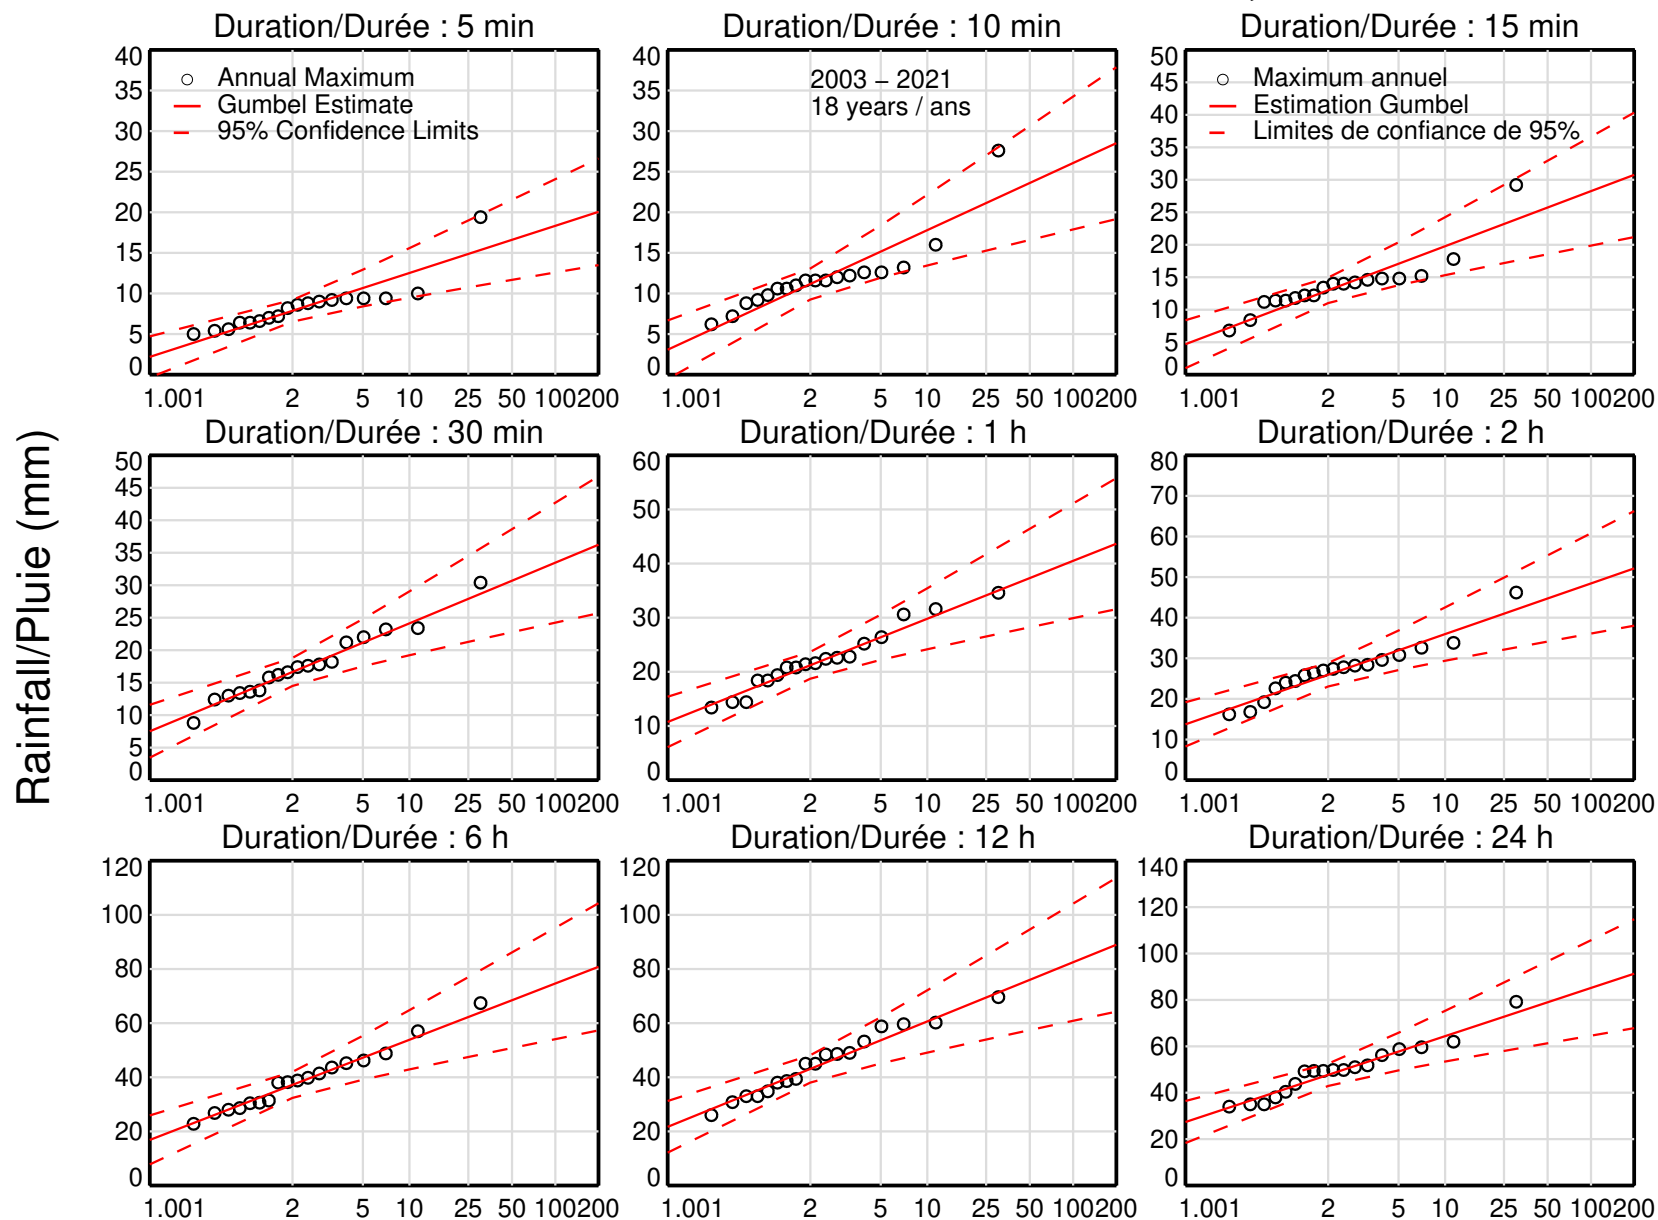 Duration/Durée : 5 min
Duration/Durée : 10 min
Duration/Durée : 15 min
40
35
30
25
20
15
10
5
0
Annual Maximum
Gumbel Estimate
95% Confidence Limits
1.001 2 5 10 25 50 100 200
40
35
30
25
20
15
10
5
0
2003 – 2021
18 years / ans
1.001 2 5 10 25 50 100 200
50
45
40
35
30
25
20
15
10
5
0
Maximum annuel
Estimation Gumbel
Limites de confiance de 95%
1.001 2 5 10 25 50 100 200
Rainfall/Pluie (mm)
Duration/Durée : 30 min
Duration/Durée : 1 h
Duration/Durée : 2 h
50
45
40
35
30
25
20
15
10
5
0
1.001 2 5 10 25 50 100 200
60
50
40
30
20
10
0
1.001 2 5 10 25 50 100 200
80
70
60
50
40
30
20
10
0
1.001 2 5 10 25 50 100 200
Duration/Durée : 6 h
Duration/Durée : 12 h
Duration/Durée : 24 h
120
100
80
60
40
20
0
1.001 2 5 10 25 50 100 200
120
100
80
60
40
20
0
1.001 2 5 10 25 50 100 200
140
120
100
80
60
40
20
0
1.001 2 5 10 25 50 100 200